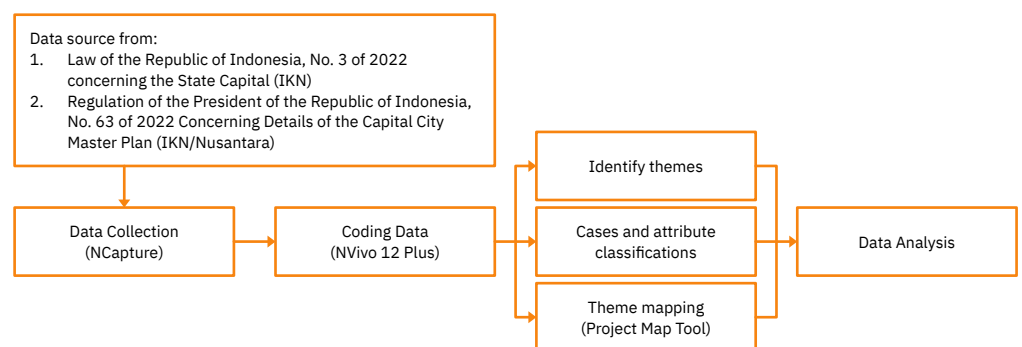 Data source from:
1. Law of the Republic of Indonesia, No. 3 of 2022
concerning the State Capital (IKN)
2. Regulation of the President of the Republic of Indonesia,
No. 63 of 2022 Concerning Details of the Capital City
Master Plan (IKN/Nusantara)
Identify themes
Data Collection
(NCapture)
Coding Data
(NVivo 12 Plus)
Cases and attribute
classifications
Data Analysis
Theme mapping
(Project Map Tool)